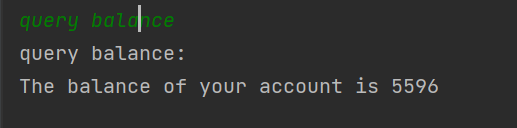 query balance
query balance:
The balance of your account is 5596